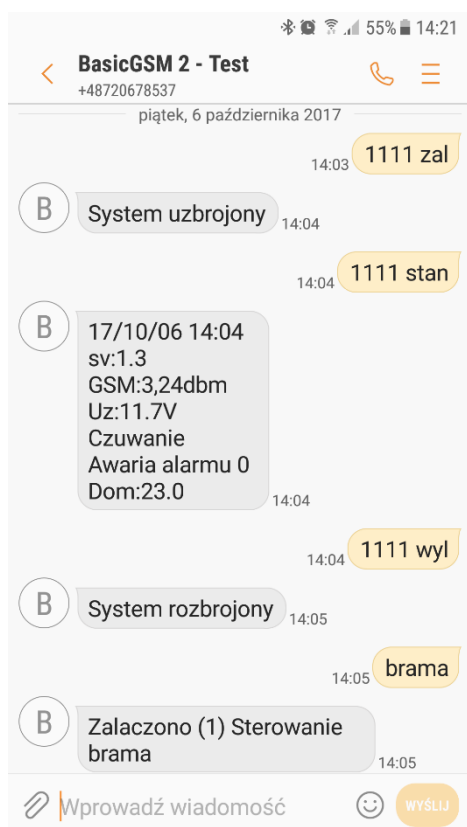 55% 14:21
BasicGSM 2 - Test
+48720678537
piątek, 6 października 2017
14:03 1111 zal
B System uzbrojony 14:04
14:04 1111 stan
B 17/10/06 14:04
sv:1.3
GSM:3,24dbm
Uz:11.7V
Czuwanie
Awaria alarmu 0
Dom:23.0 14:04
14:04 1111 wyl
B System rozbrojony 14:05
14:05 brama
B Zalaczono (1) Sterowanie
brama 14:05
Wprowadź wiadomość WYŚLIJ